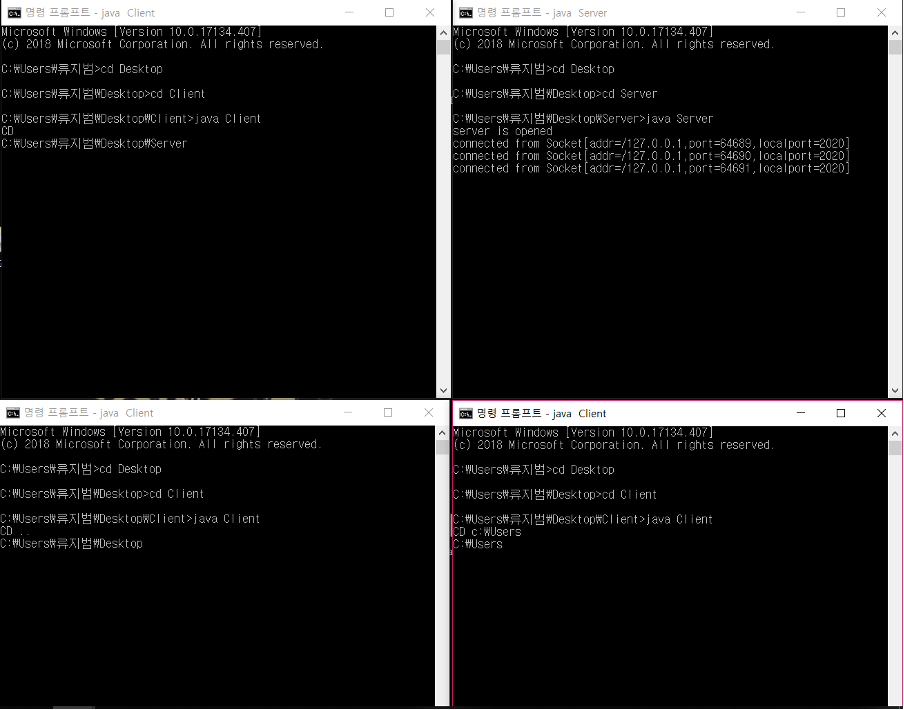 명령 프롬프트 - java Client
Microsoft Windows [Version 10.0.17134.407]
(c) 2018 Microsoft Corporation. All rights reserved.
C:₩Users₩류지범>cd Desktop
C:₩Users₩류지범₩Desktop>cd Client
C:₩Users₩류지범₩Desktop₩Client>java Client
CD
C:₩Users₩류지범₩Desktop₩Server
명령 프롬프트 - java Server
Microsoft Windows [Version 10.0.17134.407]
(c) 2018 Microsoft Corporation. All rights reserved.
C:₩Users₩류지범>cd Desktop
C:₩Users₩류지범₩Desktop>cd Server
C:₩Users₩류지범₩Desktop₩Server>java Server
server is opened
connected from Socket[addr=/127.0.0.1,port=64689,localport=2020]
connected from Socket[addr=/127.0.0.1,port=64690,localport=2020]
connected from Socket[addr=/127.0.0.1,port=64691,localport=2020]
명령 프롬프트 - java Client
Microsoft Windows [Version 10.0.17134.407]
(c) 2018 Microsoft Corporation. All rights reserved.
C:₩Users₩류지범>cd Desktop
C:₩Users₩류지범₩Desktop>cd Client
C:₩Users₩류지범₩Desktop₩Client>java Client
CD ..
C:₩Users₩류지범₩Desktop
명령 프롬프트 - java Client
Microsoft Windows [Version 10.0.17134.407]
(c) 2018 Microsoft Corporation. All rights reserved.
C:₩Users₩류지범>cd Desktop
C:₩Users₩류지범₩Desktop>cd Client
C:₩Users₩류지범₩Desktop₩Client>java Client
CD c:₩Users
C:₩Users